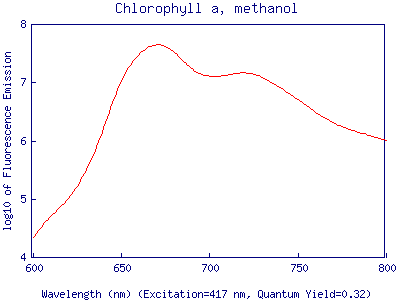 Chlorophyll a, methanol
log10 of Fluorescence Emission
8
7
6
5
4
600 650 700 750 800
Wavelength (nm) (Excitation=417 nm, Quantum Yield=0.32)